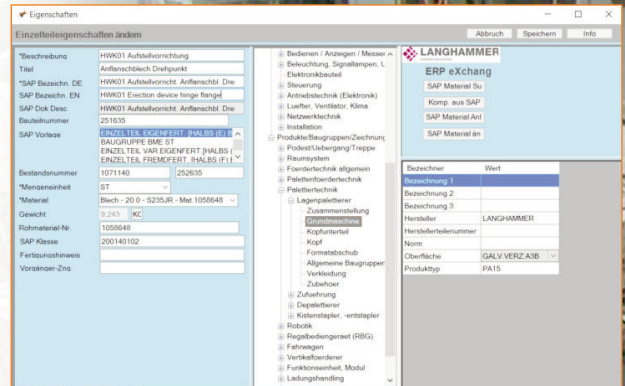 Eigenschaften
Einzelteileigenschaften ändern
Abbruch
Speichern
Info
*Beschreibung
HWK01 Aufstellvorrichtung
Titel
Anflanschblech Drehpunkt
*SAP Bezeichn. DE
HWK01 Aufstellvorricht. Anflanschbl. Dre
SAP Bezeichn. EN
HWK01 Erection device hinge flange
SAP Dok Desc
HWK01 Aufstellvorricht. Anflanschbl. Dre
Bauteilnummer
251635
SAP Vorlage
EINZELTEIL EIGENFERT. [HALBS (E) B
BAUGRUPPE BME ST
EINZELTEIL VAR EIGENFERT [HALBS (
EINZELTEIL FREMDFERT. [HALBS (F) B
Bestandsnummer
1071140
252635
*Mengeneinheit
ST
*Material
Blech - 20.0 - S235JR - Mat 1058648
Gewicht
9.243
KG
Rohmaterial-Nr.
1058648
SAP Klasse
200140102
Fertigungshinweis
Vorgänger-Zng.
Bedienen / Anzeigen / Messen
Beleuchtung, Signallampen, L
Elektronikbauteil
Steuerung
Antriebstechnik (Elektronik)
Luefter, Ventilator, Klima
Netzwerktechnik
Installation
Produkte/Baugruppen/Zeichnung
Podest/Uebergang/Treppe
Raumsystem
Foerdertechnik allgemein
Palettenfoerdertechnik
Palettiertechnik
Lagenpalettierer
Zusammenstellung
Grundmaschine
Kopfunterteil
Kopf
Formatabschub
Allgemeine Baugruppen
Verkleidung
Zubehoer
Zufuehrung
Depalettierer
Kistenstapler, -entstapler
Robotik
Regalbediengeraet (RBG)
Fahrwagen
Vertikalfoerderer
Funktionseinheit, Modul
Ladungshandling
LANGHAMMER
ERP eXchang
SAP Material Su
Komp. aus SAP
SAP Material Anl
SAP Material än
Bezeichner
Wert
Bezeichnung 1
Bezeichnung 2
Bezeichnung 3
Hersteller
LANGHAMMER
Herstellerteilenummer
Norm
Oberfläche
GALV.VERZ.A3B
Produkttyp
PA15